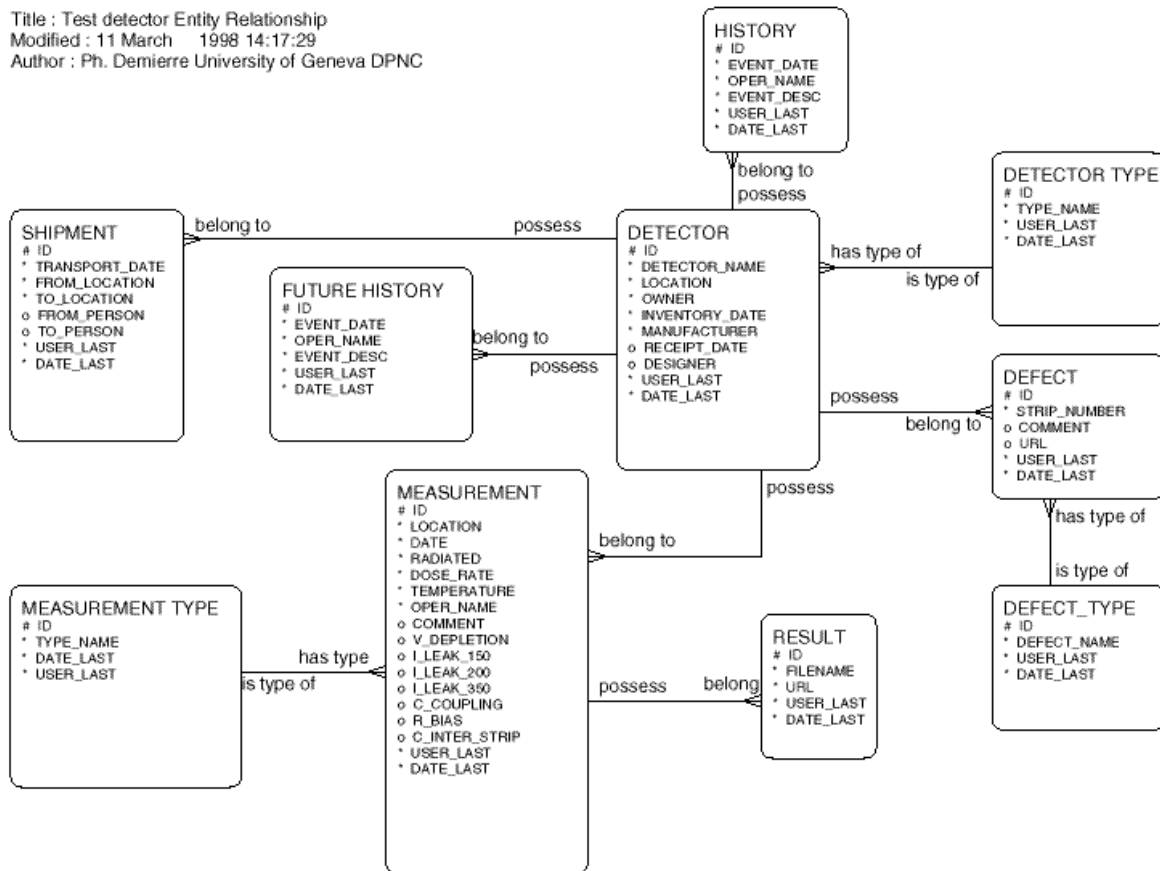 Title : Test detector Entity Relationship
Modified : 11 March 1998 14:17:29
Author : Ph. Demierre University of Geneva DPNC
HISTORY
# ID
* EVENT_DATE
* OPER_NAME
* EVENT_DESC
* USER_LAST
* DATE_LAST
belong to
possess
DETECTOR TYPE
# ID
* TYPE_NAME
* USER_LAST
* DATE_LAST
SHIPMENT
# ID
* TRANSPORT_DATE
* FROM_LOCATION
* TO_LOCATION
o FROM_PERSON
o TO_PERSON
* USER_LAST
* DATE_LAST
belong to
possess
DETECTOR
# ID
* DETECTOR_NAME
* LOCATION
* OWNER
* INVENTORY_DATE
* MANUFACTURER
o RECEIPT_DATE
o DESIGNER
* USER_LAST
* DATE_LAST
has type of
is type of
FUTURE HISTORY
# ID
* EVENT_DATE
* OPER_NAME
* EVENT_DESC
* USER_LAST
* DATE_LAST
belong to
possess
possess
belong to
DEFECT
# ID
* STRIP_NUMBER
o COMMENT
o URL
* USER_LAST
* DATE_LAST
has type of
is type of
MEASUREMENT
# ID
* LOCATION
* DATE
* RADIATED
* DOSE_RATE
* TEMPERATURE
* OPER_NAME
o COMMENT
o V_DEPLETION
o I_LEAK_150
o I_LEAK_200
o I_LEAK_350
o C_COUPLING
o R_BIAS
o C_INTER_STRIP
* USER_LAST
* DATE_LAST
possess
belong to
MEASUREMENT TYPE
# ID
* TYPE_NAME
* DATE_LAST
* USER_LAST
has type
is type of
possess
belong
RESULT
# ID
* FILENAME
* URL
* USER_LAST
* DATE_LAST
DEFECT_TYPE
# ID
* DEFECT_NAME
* USER_LAST
* DATE_LAST